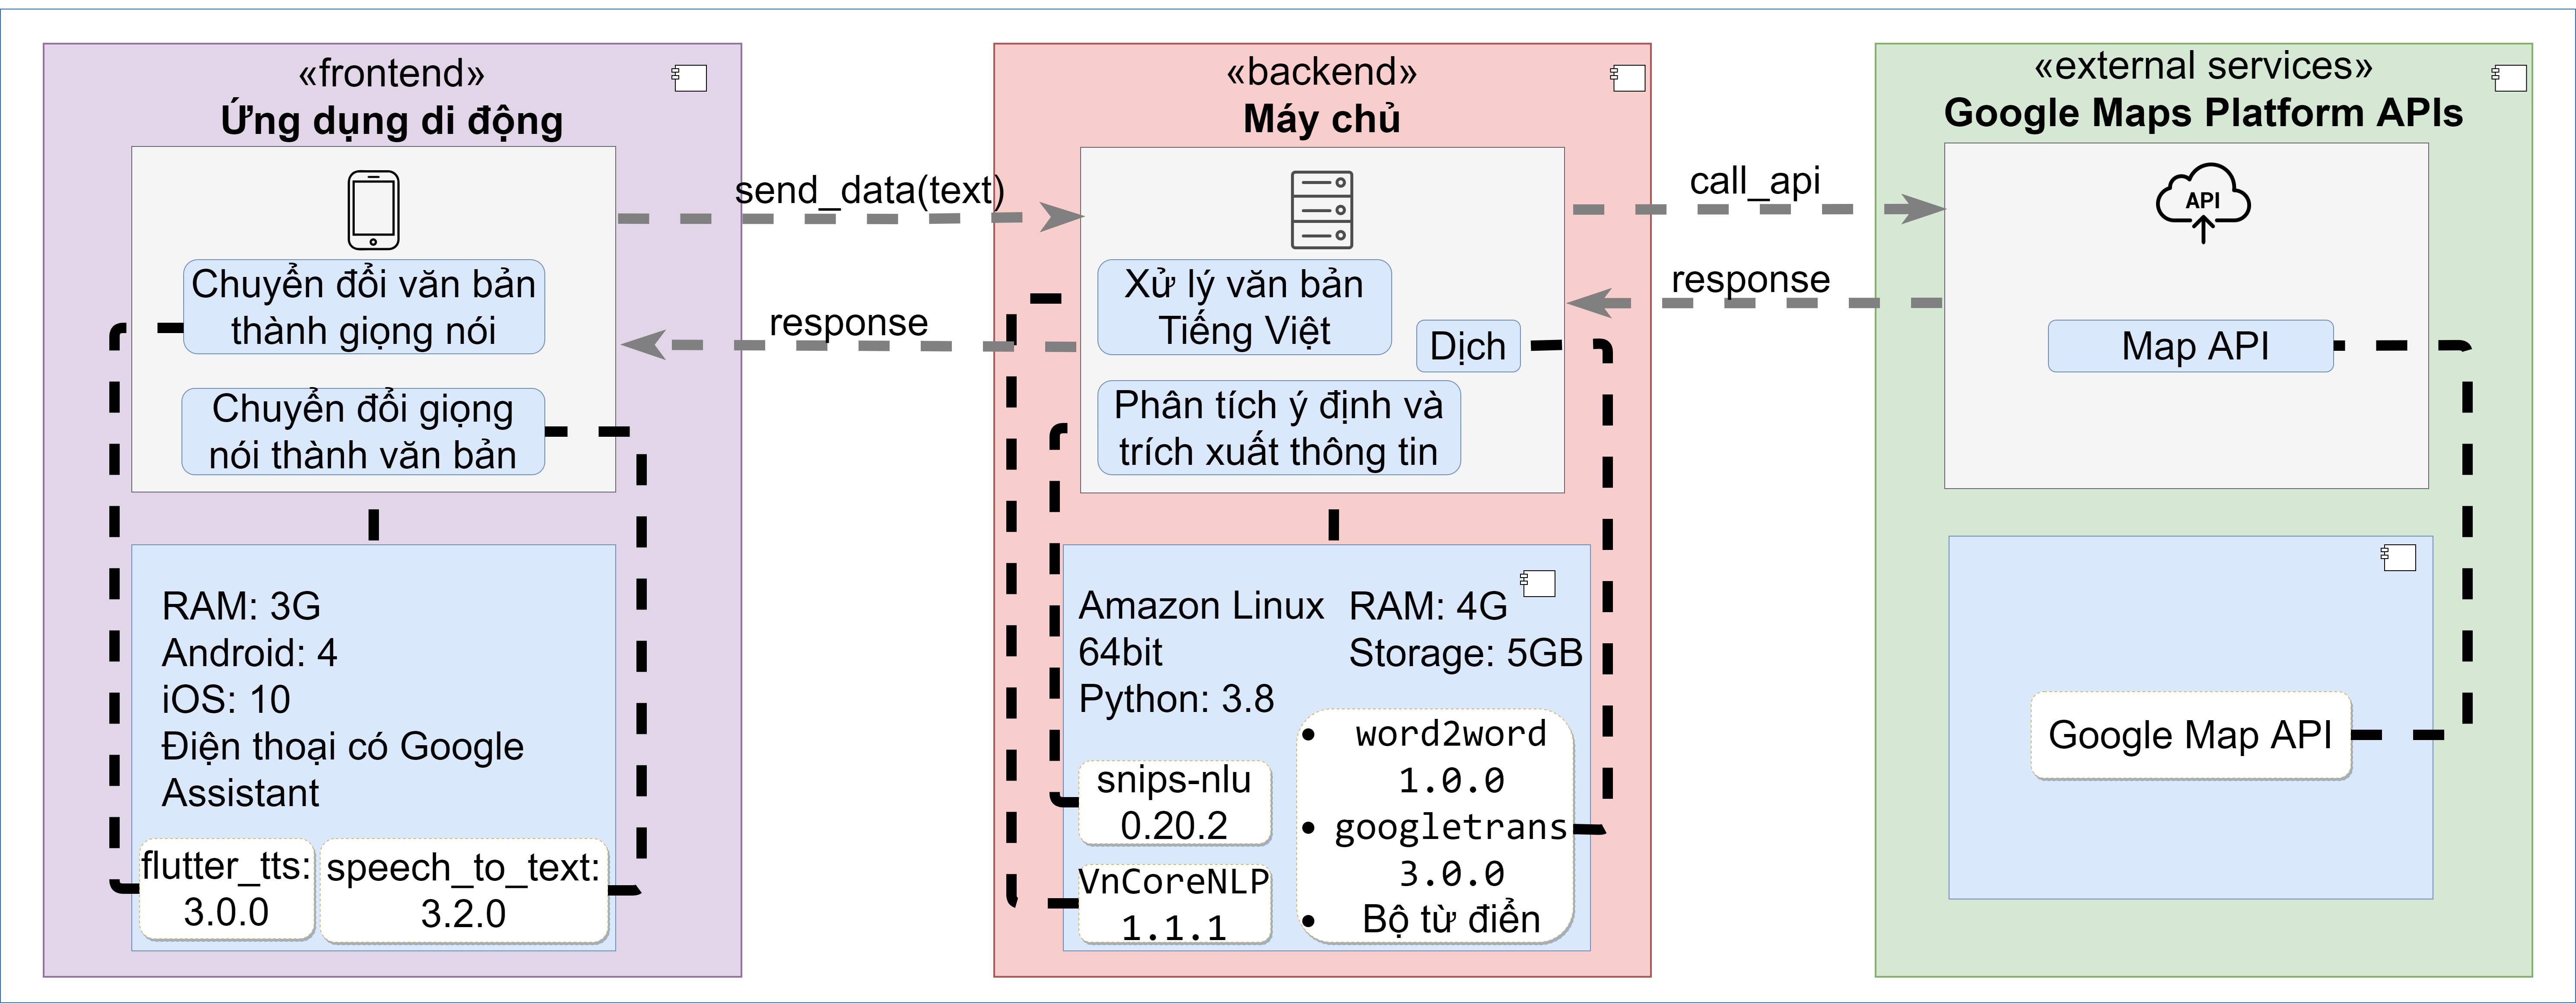 «frontend»
Ứng dụng di động
Chuyển đổi văn bản
thành giọng nói
Chuyển đổi giọng
nói thành văn bản
RAM: 3G
Android: 4
iOS: 10
Điện thoại có Google
Assistant
flutter_tts:
3.0.0
speech_to_text:
3.2.0
send_data(text)
response
«backend»
Máy chủ
Xử lý văn bản
Tiếng Việt
Dịch
Phân tích ý định và
trích xuất thông tin
Amazon Linux
64bit
Python: 3.8
RAM: 4G
Storage: 5GB
snips-nlu
0.20.2
VnCoreNLP
1.1.1
• word2word
1.0.0
• googletrans
3.0.0
• Bộ từ điển
call_api
response
«external services»
Google Maps Platform APIs
API
Map API
Google Map API